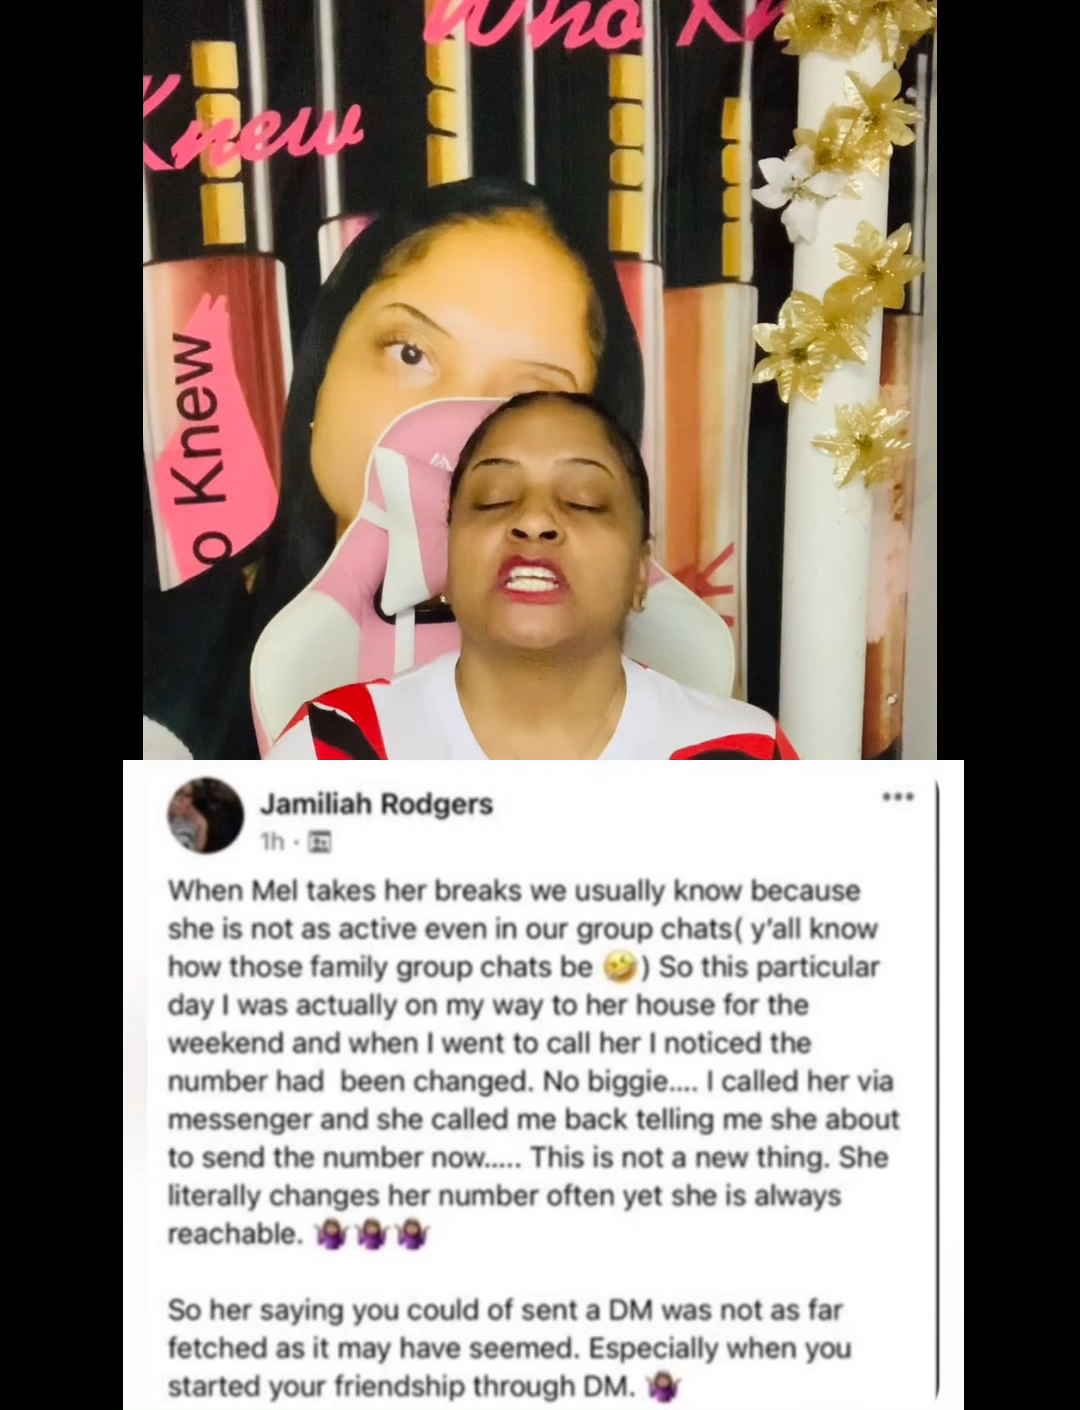 Who Kn
Knew
o Knew
Jamiliah Rodgers
1h ·
When Mel takes her breaks we usually know because
she is not as active even in our group chats( y'all know
how those family group chats be 🤣) So this particular
day I was actually on my way to her house for the
weekend and when I went to call her I noticed the
number had been changed. No biggie.... I called her via
messenger and she called me back telling me she about
to send the number now..... This is not a new thing. She
literally changes her number often yet she is always
reachable. 🤷🏽‍♀️🤷🏽‍♀️🤷🏽‍♀️
So her saying you could of sent a DM was not as far
fetched as it may have seemed. Especially when you
started your friendship through DM. 🤷🏽‍♀️